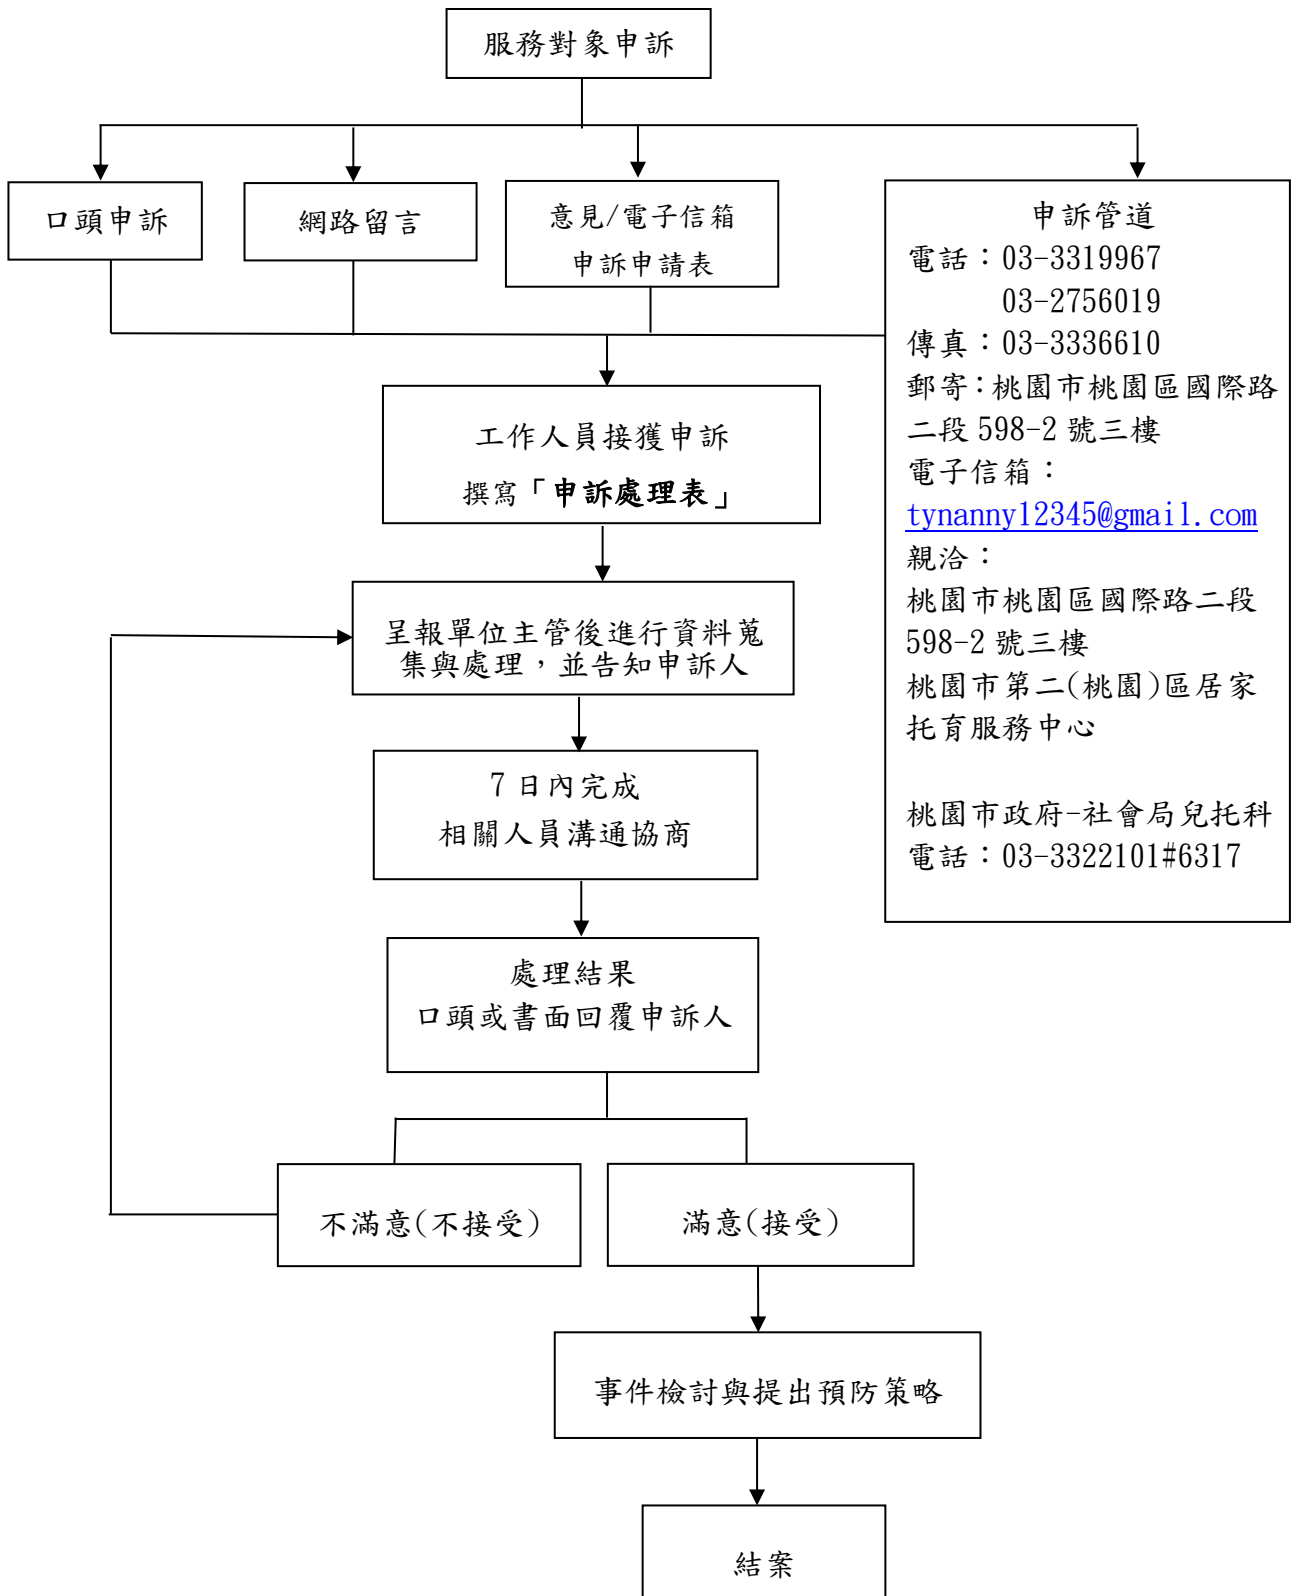 服務對象申訴
口頭申訴
網路留言
意見/電子信箱
申訴申請表
申訴管道
電話：03-3319967
03-2756019
傳真：03-3336610
郵寄：桃園市桃園區國際路
二段 598-2 號三樓
電子信箱：
tynanny12345@gmail.com
親洽：
桃園市桃園區國際路二段
598-2 號三樓
桃園市第二(桃園)區居家
托育服務中心
桃園市政府-社會局兒托科
電話：03-3322101#6317
工作人員接獲申訴
撰寫「申訴處理表」
呈報單位主管後進行資料蒐
集與處理，並告知申訴人
7 日內完成
相關人員溝通協商
處理結果
口頭或書面回覆申訴人
不滿意(不接受)
滿意(接受)
事件檢討與提出預防策略
結案